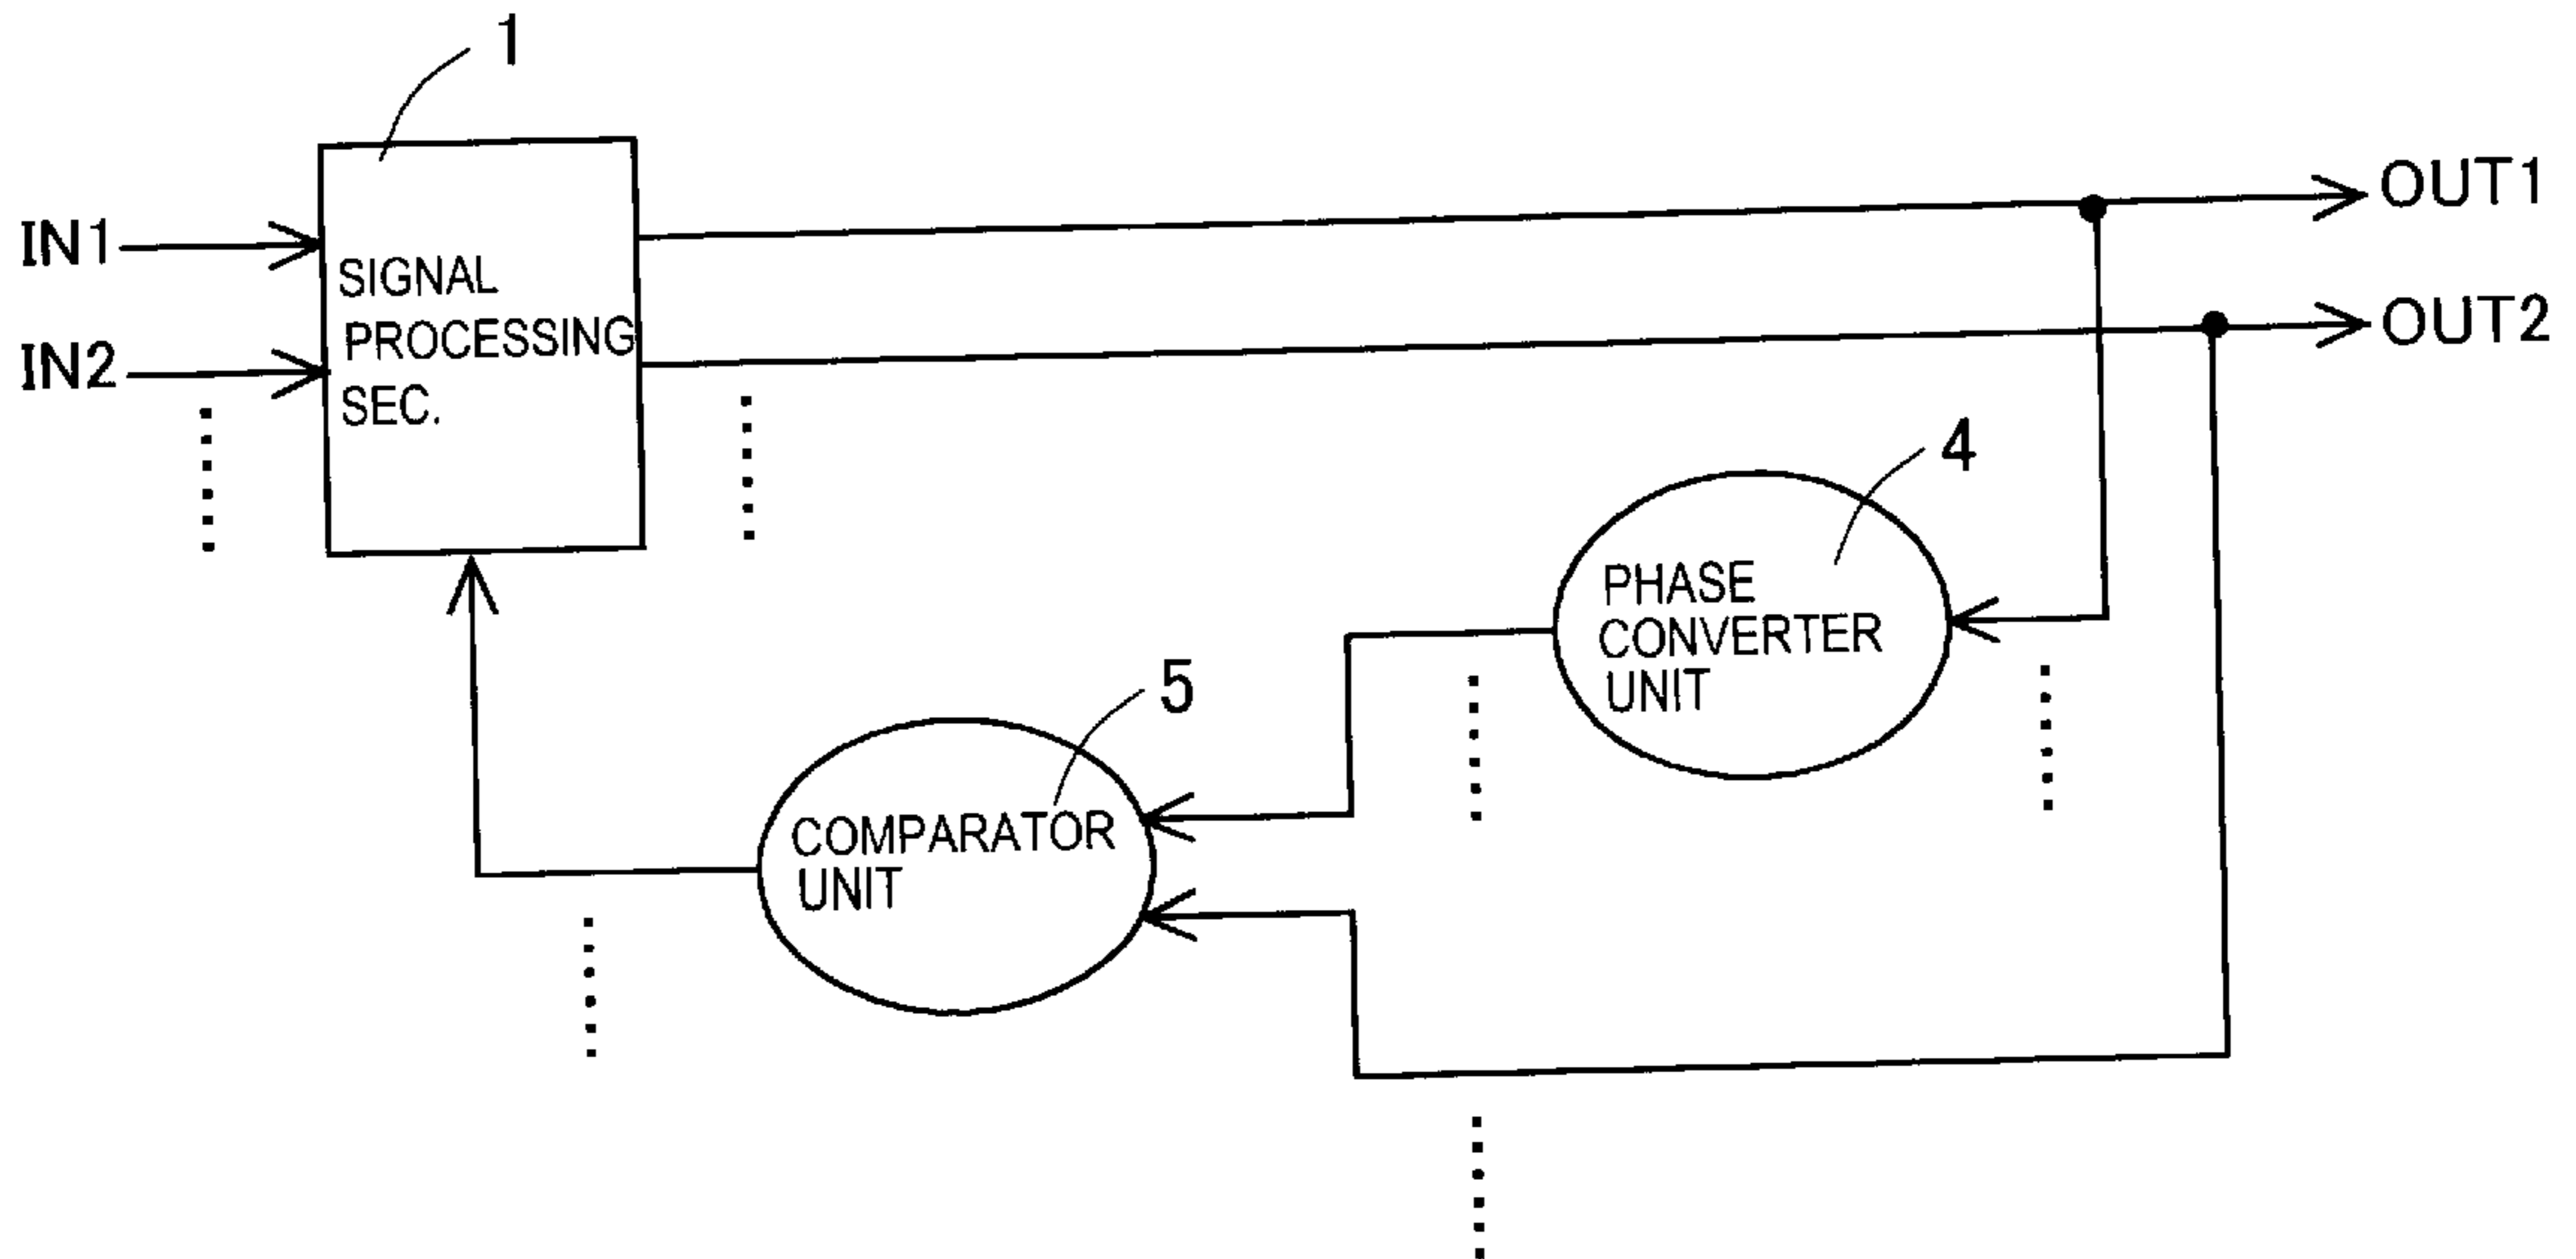 1
IN1
IN2
SIGNAL
PROCESSING
SEC.
OUT1
OUT2
4
PHASE
CONVERTER
UNIT
5
COMPARATOR
UNIT